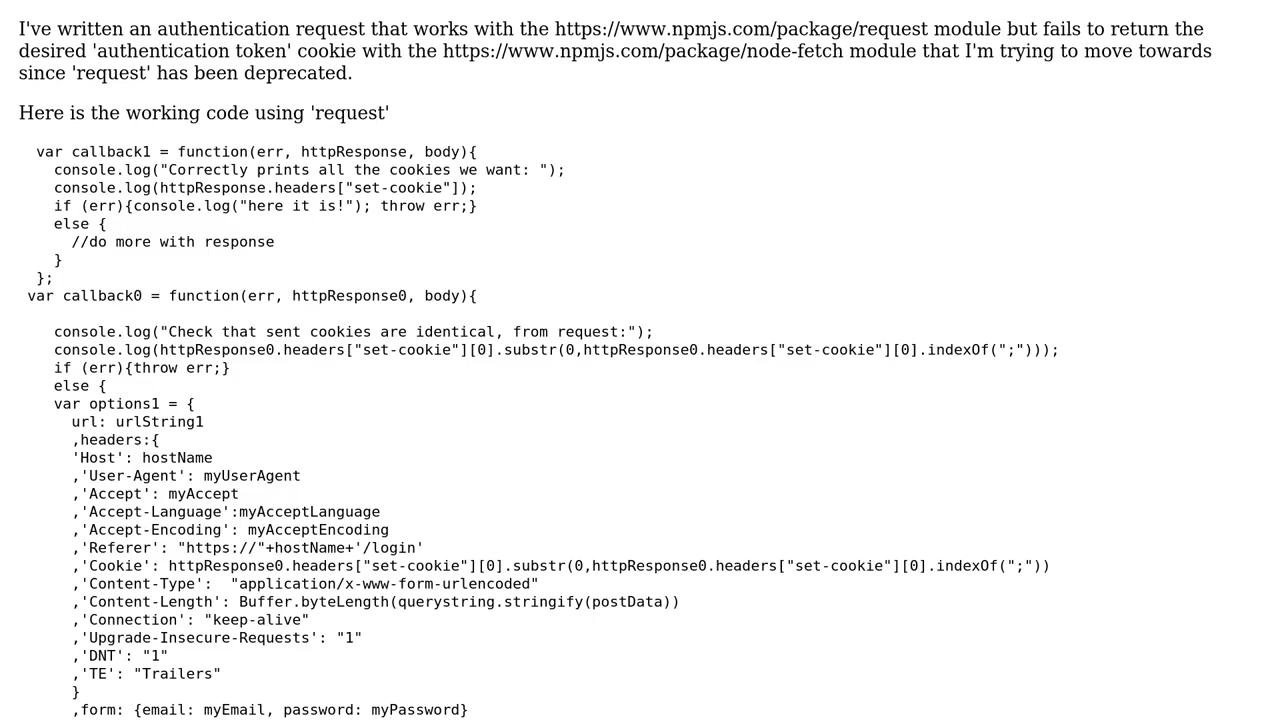 I've written an authentication request that works with the https://www.npmjs.com/package/request module but fails to return the
desired 'authentication token' cookie with the https://www.npmjs.com/package/node-fetch module that I'm trying to move towards
since 'request' has been deprecated.
Here is the working code using 'request'
var callback1 = function(err, httpResponse, body){
console.log("Correctly prints all the cookies we want: ");
console.log(httpResponse.headers["set-cookie"]);
if (err){console.log("here it is!"); throw err;}
else {
//do more with response
}
};
var callback0 = function(err, httpResponse0, body){
console.log("Check that sent cookies are identical, from request:");
console.log(httpResponse0.headers["set-cookie"][0].substr(0,httpResponse0.headers["set-cookie"][0].indexOf(";")));
if (err){throw err;}
else {
var options1 = {
url: urlString1
,headers:{
'Host': hostName
,'User-Agent': myUserAgent
,'Accept': myAccept
,'Accept-Language':myAcceptLanguage
,'Accept-Encoding': myAcceptEncoding
,'Referer': "https://"+hostName+'/login'
,'Cookie': httpResponse0.headers["set-cookie"][0].substr(0,httpResponse0.headers["set-cookie"][0].indexOf(";"))
,'Content-Type':  "application/x-www-form-urlencoded"
,'Content-Length': Buffer.byteLength(querystring.stringify(postData))
,'Connection': "keep-alive"
,'Upgrade-Insecure-Requests': "1"
,'DNT': "1"
,'TE': "Trailers"
}
,form: {email: myEmail, password: myPassword}